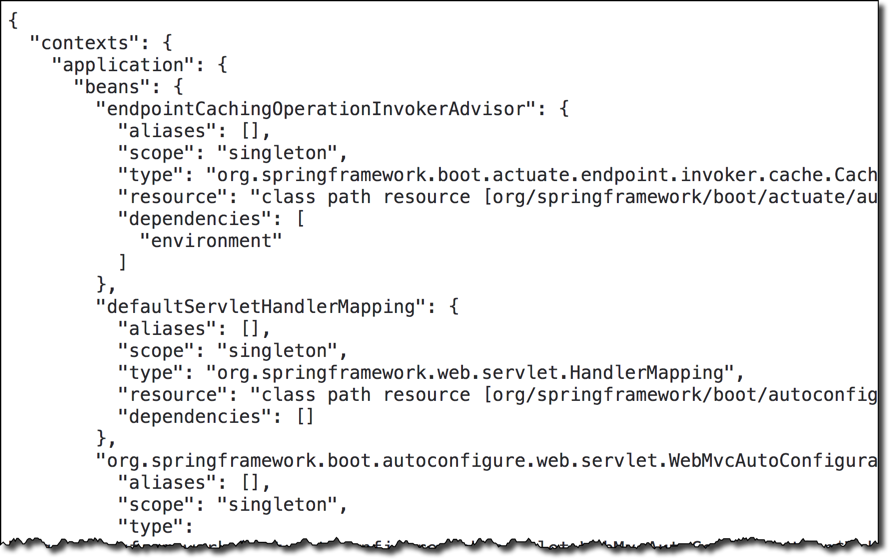 {
  "contexts": {
    "application": {
      "beans": {
        "endpointCachingOperationInvokerAdvisor": {
          "aliases": [],
          "scope": "singleton",
          "type": "org.springframework.boot.actuate.endpoint.invoker.cache.Cach
          "resource": "class path resource [org/springframework/boot/actuate/au
          "dependencies": [
            "environment"
          ]
        },
        "defaultServletHandlerMapping": {
          "aliases": [],
          "scope": "singleton",
          "type": "org.springframework.web.servlet.HandlerMapping",
          "resource": "class path resource [org/springframework/boot/autoconfig
          "dependencies": []
        },
        "org.springframework.boot.autoconfigure.web.servlet.WebMvcAutoConfigura
          "aliases": [],
          "scope": "singleton",
          "type":